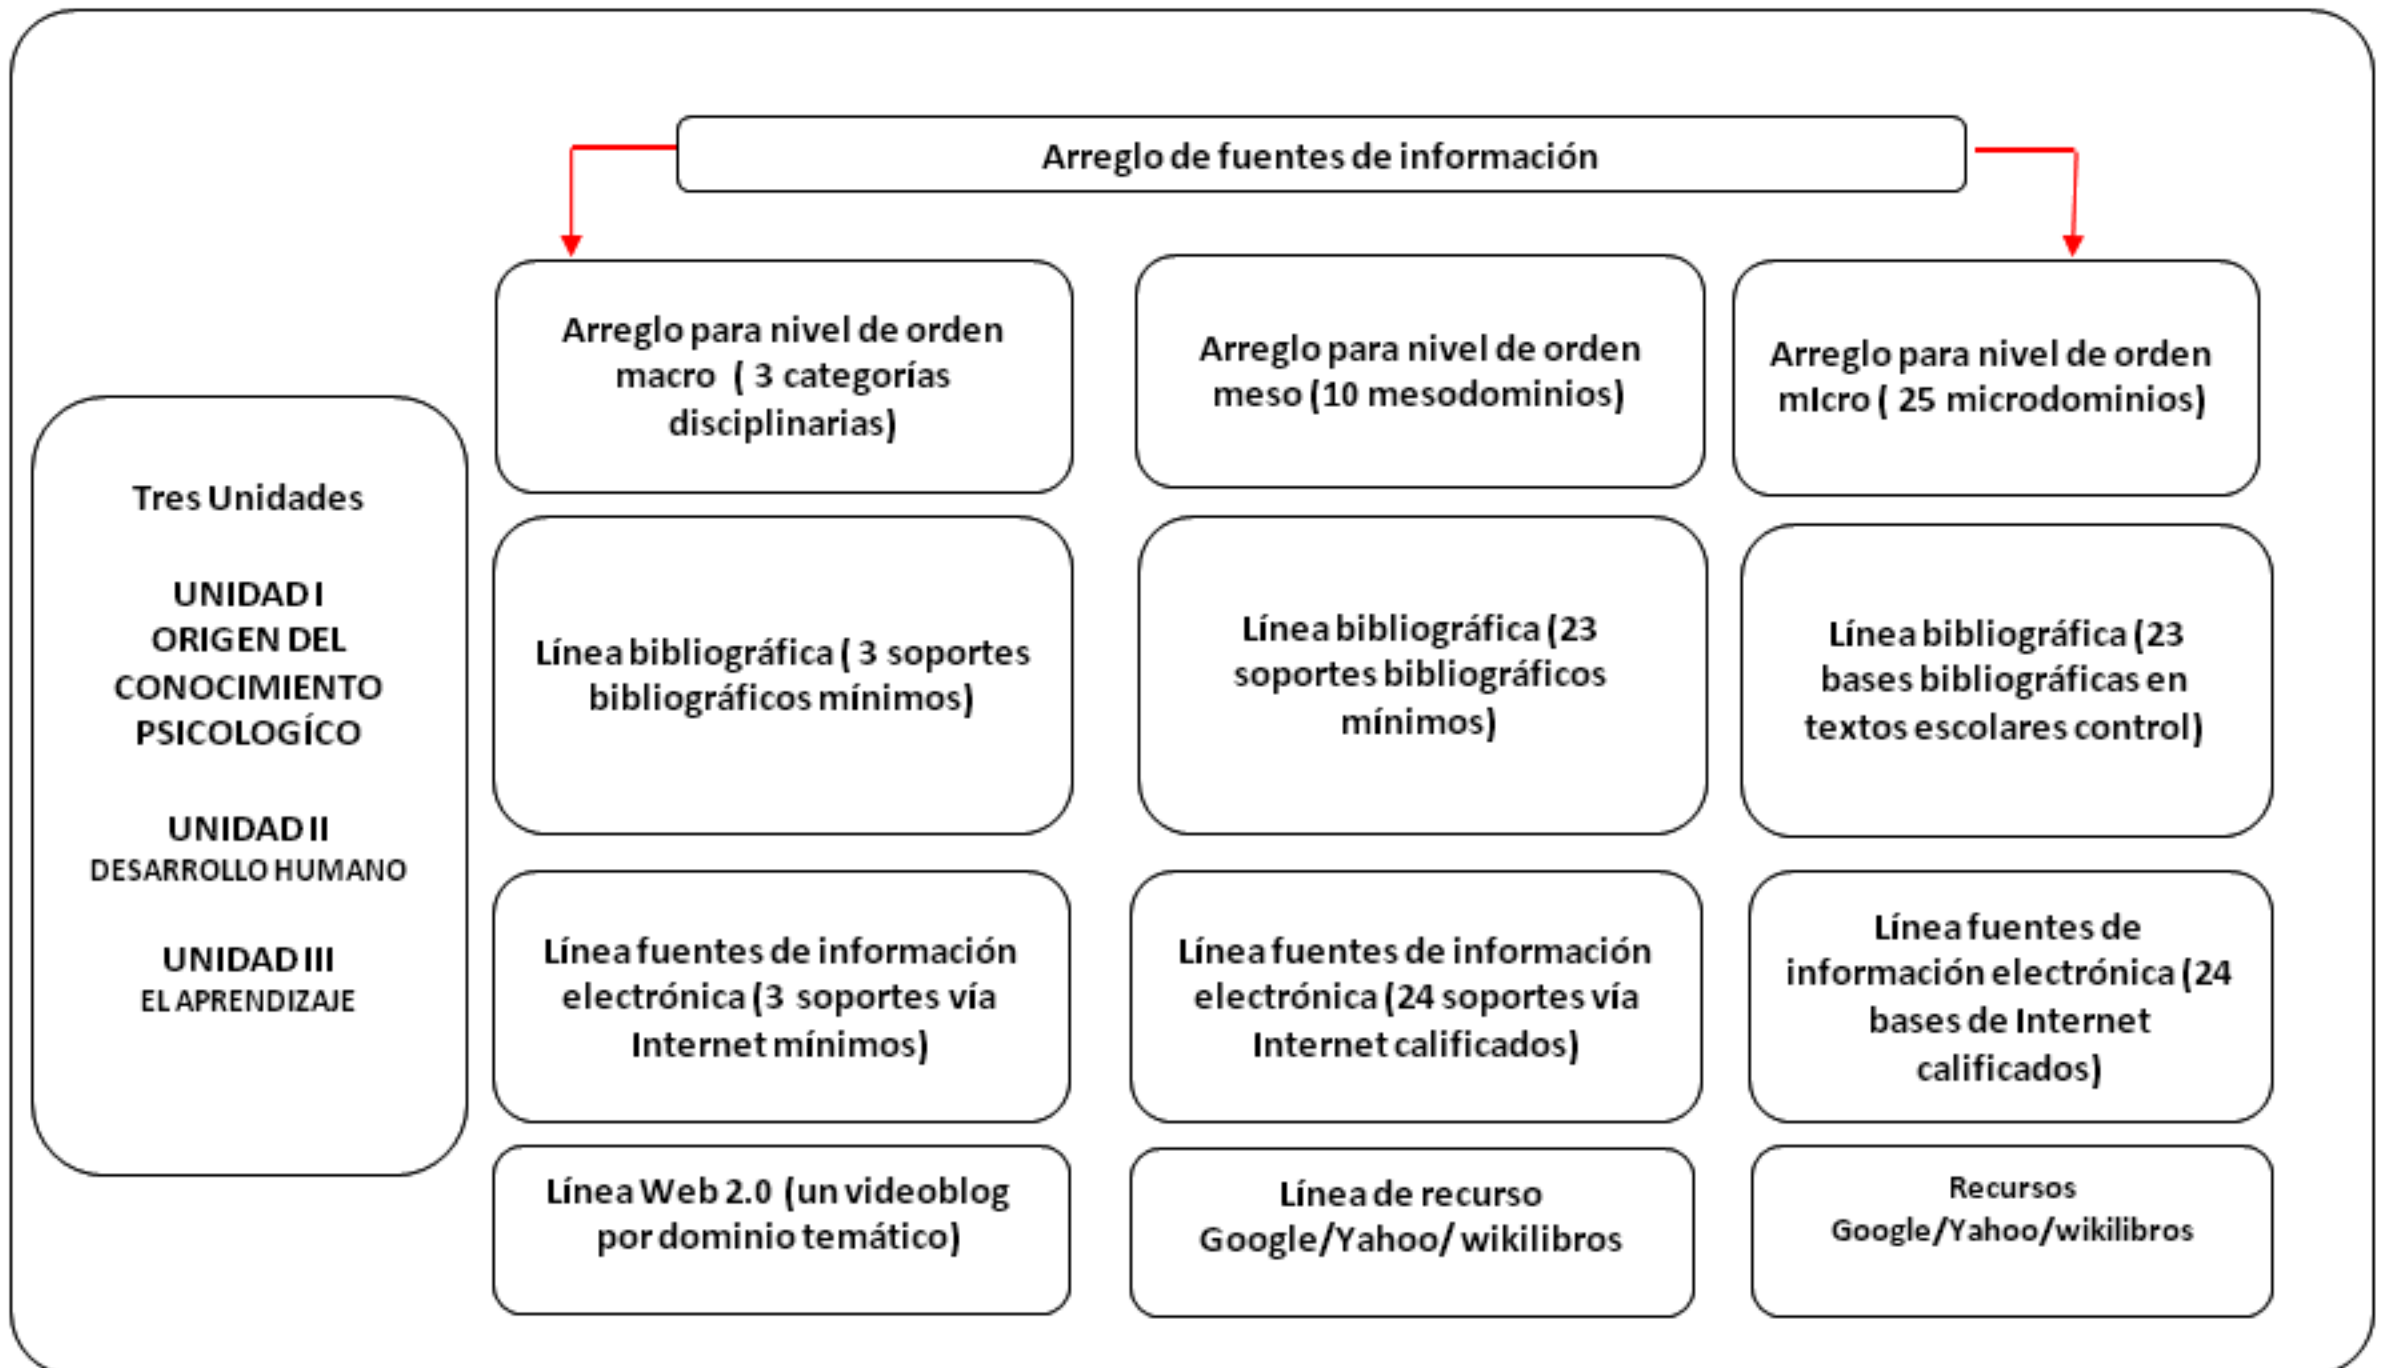 Arreglo de fuentes de información
Arreglo para nivel de orden
macro ( 3 categorías
disciplinarias)
Arreglo para nivel de orden
meso (10 mesodominios)
Arreglo para nivel de orden
mIcro ( 25 microdominios)
Tres Unidades
UNIDAD I
ORIGEN DEL
CONOCIMIENTO
PSICOLOGÍCO
UNIDAD II
DESARROLLO HUMANO
UNIDAD III
EL APRENDIZAJE
Línea bibliográfica ( 3 soportes
bibliográficos mínimos)
Línea bibliográfica (23
soportes bibliográficos
mínimos)
Línea bibliográfica (23
bases bibliográficas en
textos escolares control)
Línea fuentes de información
electrónica (3 soportes vía
Internet mínimos)
Línea fuentes de información
electrónica (24 soportes vía
Internet calificados)
Línea fuentes de
información electrónica (24
bases de Internet
calificados)
Línea Web 2.0 (un videoblog
por dominio temático)
Línea de recurso
Google/Yahoo/ wikilibros
Recursos
Google/Yahoo/wikilibros